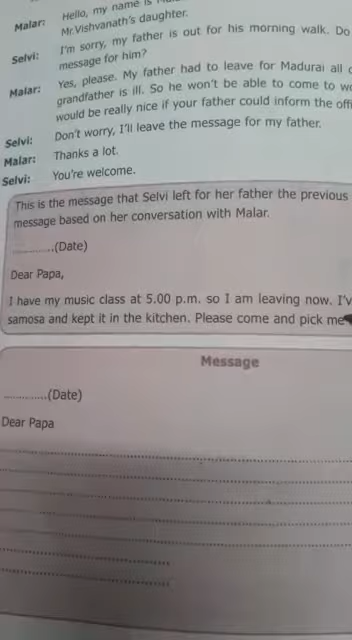 Malar: Hello, my name is
Mr.Vishvanath's daughter.
Selvi: I'm sorry, my father is out for his morning walk. Do
message for him?
Malar: Yes, please. My father had to leave for Madurai all
grandfather is ill. So he won't be able to come to
would be really nice if your father could inform the
Selvi: Don't worry, I'll leave the message for my father.
Malar: Thanks a lot.
Selvi: You're welcome.
This is the message that Selvi left for her father the previous
message based on her conversation with Malar.
.............(Date)
Dear Papa,
I have my music class at 5.00 p.m. so I am leaving now.
samosa and kept it in the kitchen. Please come and pick me
Message
.............(Date)
Dear Papa